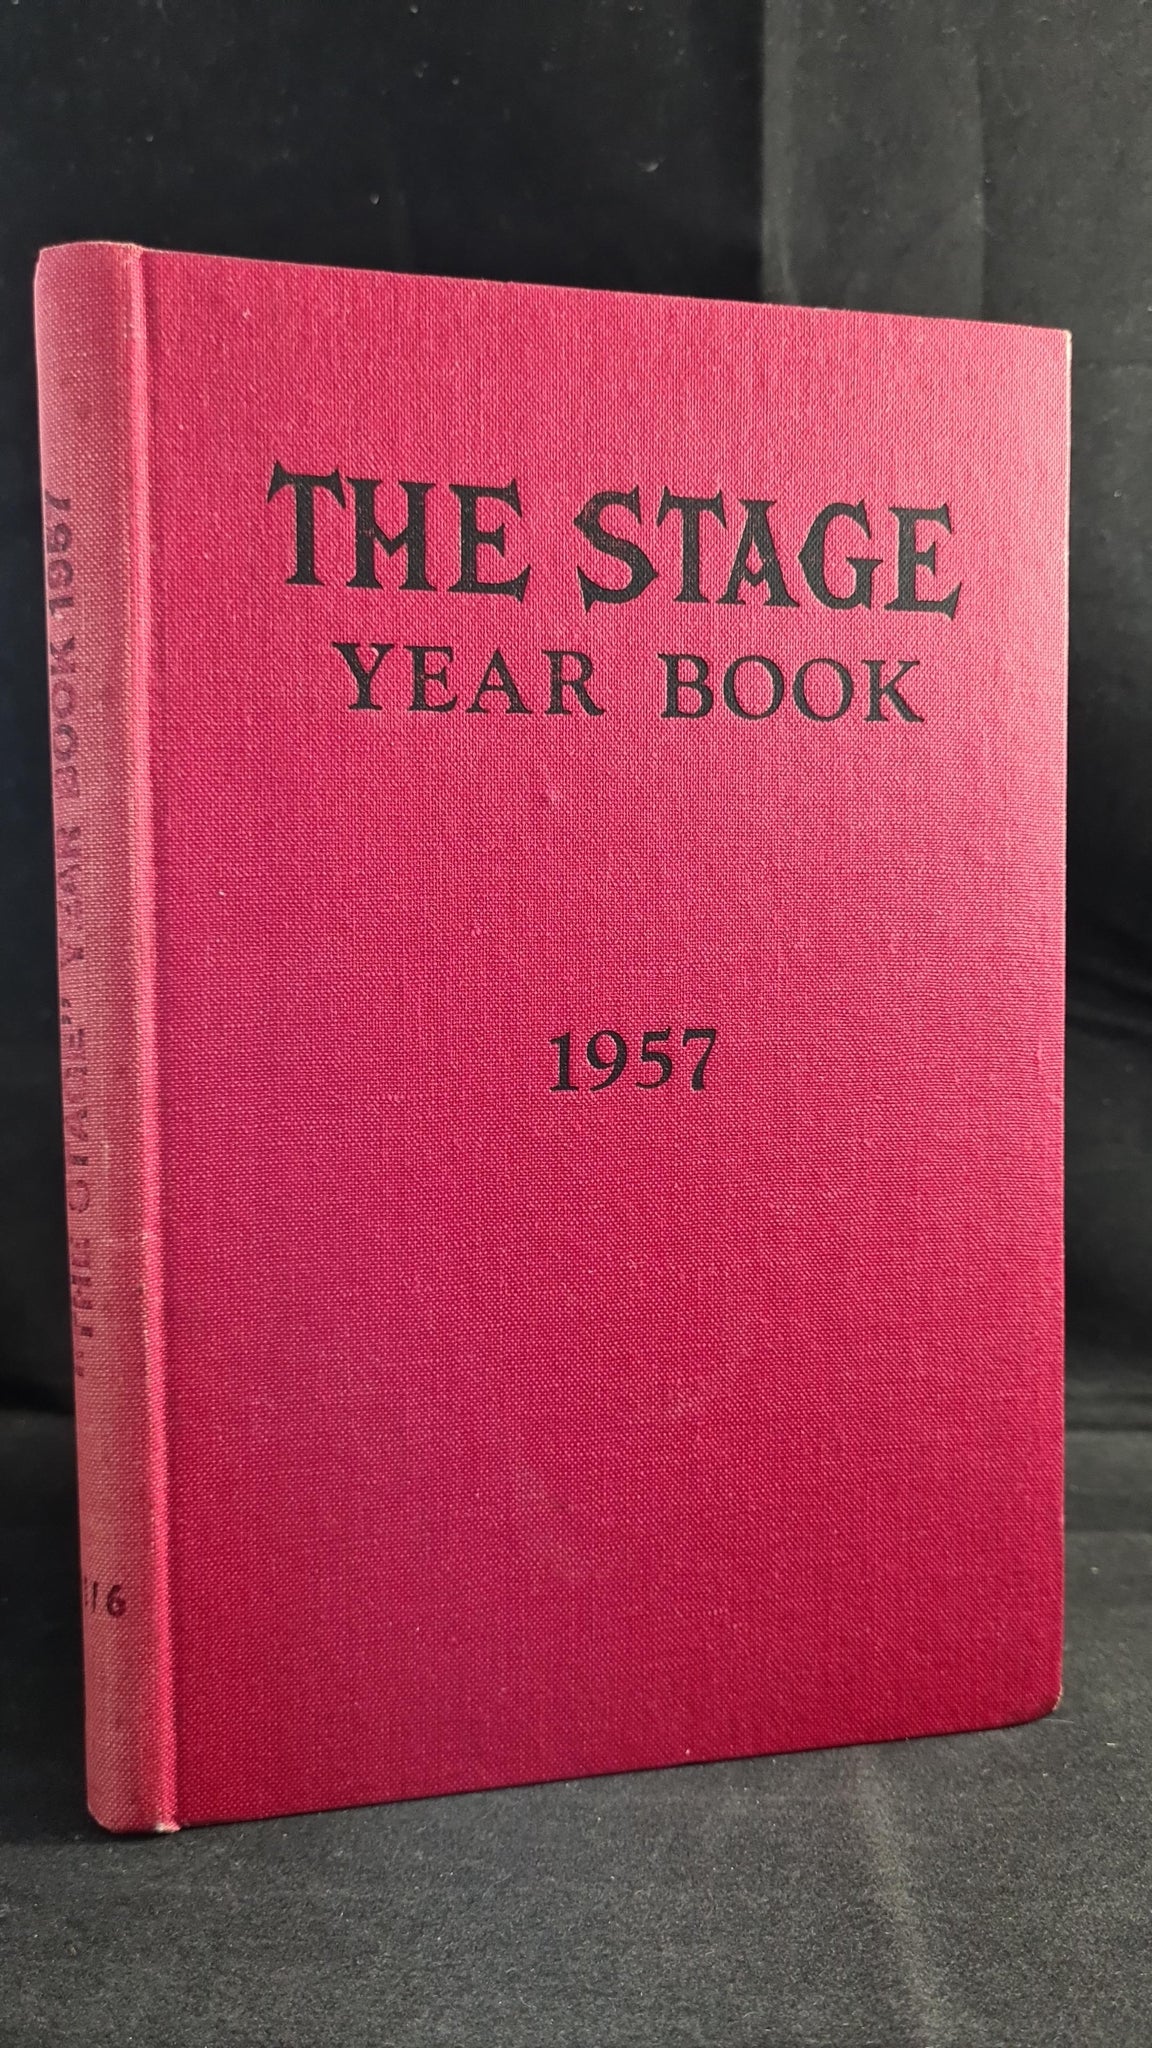 THE STAGE
YEAR BOOK
1957
"THE STAGE" YEAR BOOK 1957